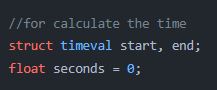 //for calculate the time
struct timeval start, end;
float seconds = 0;